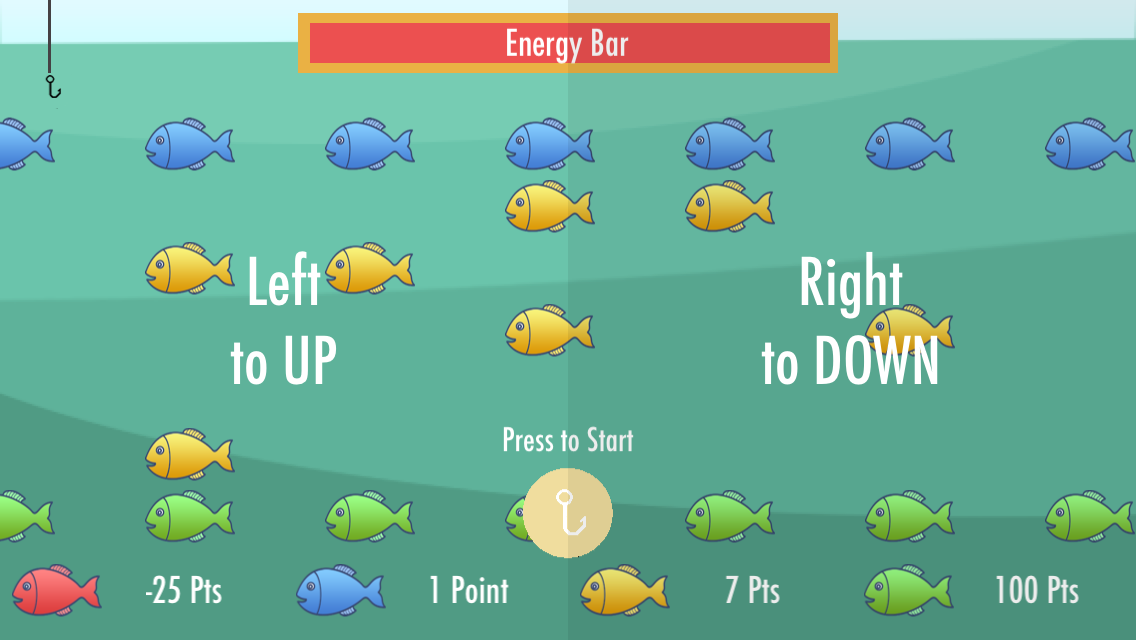 Energy Bar
Left
to UP
Right
to DOWN
Press to Start
-25 Pts
1 Point
7 Pts
100 Pts